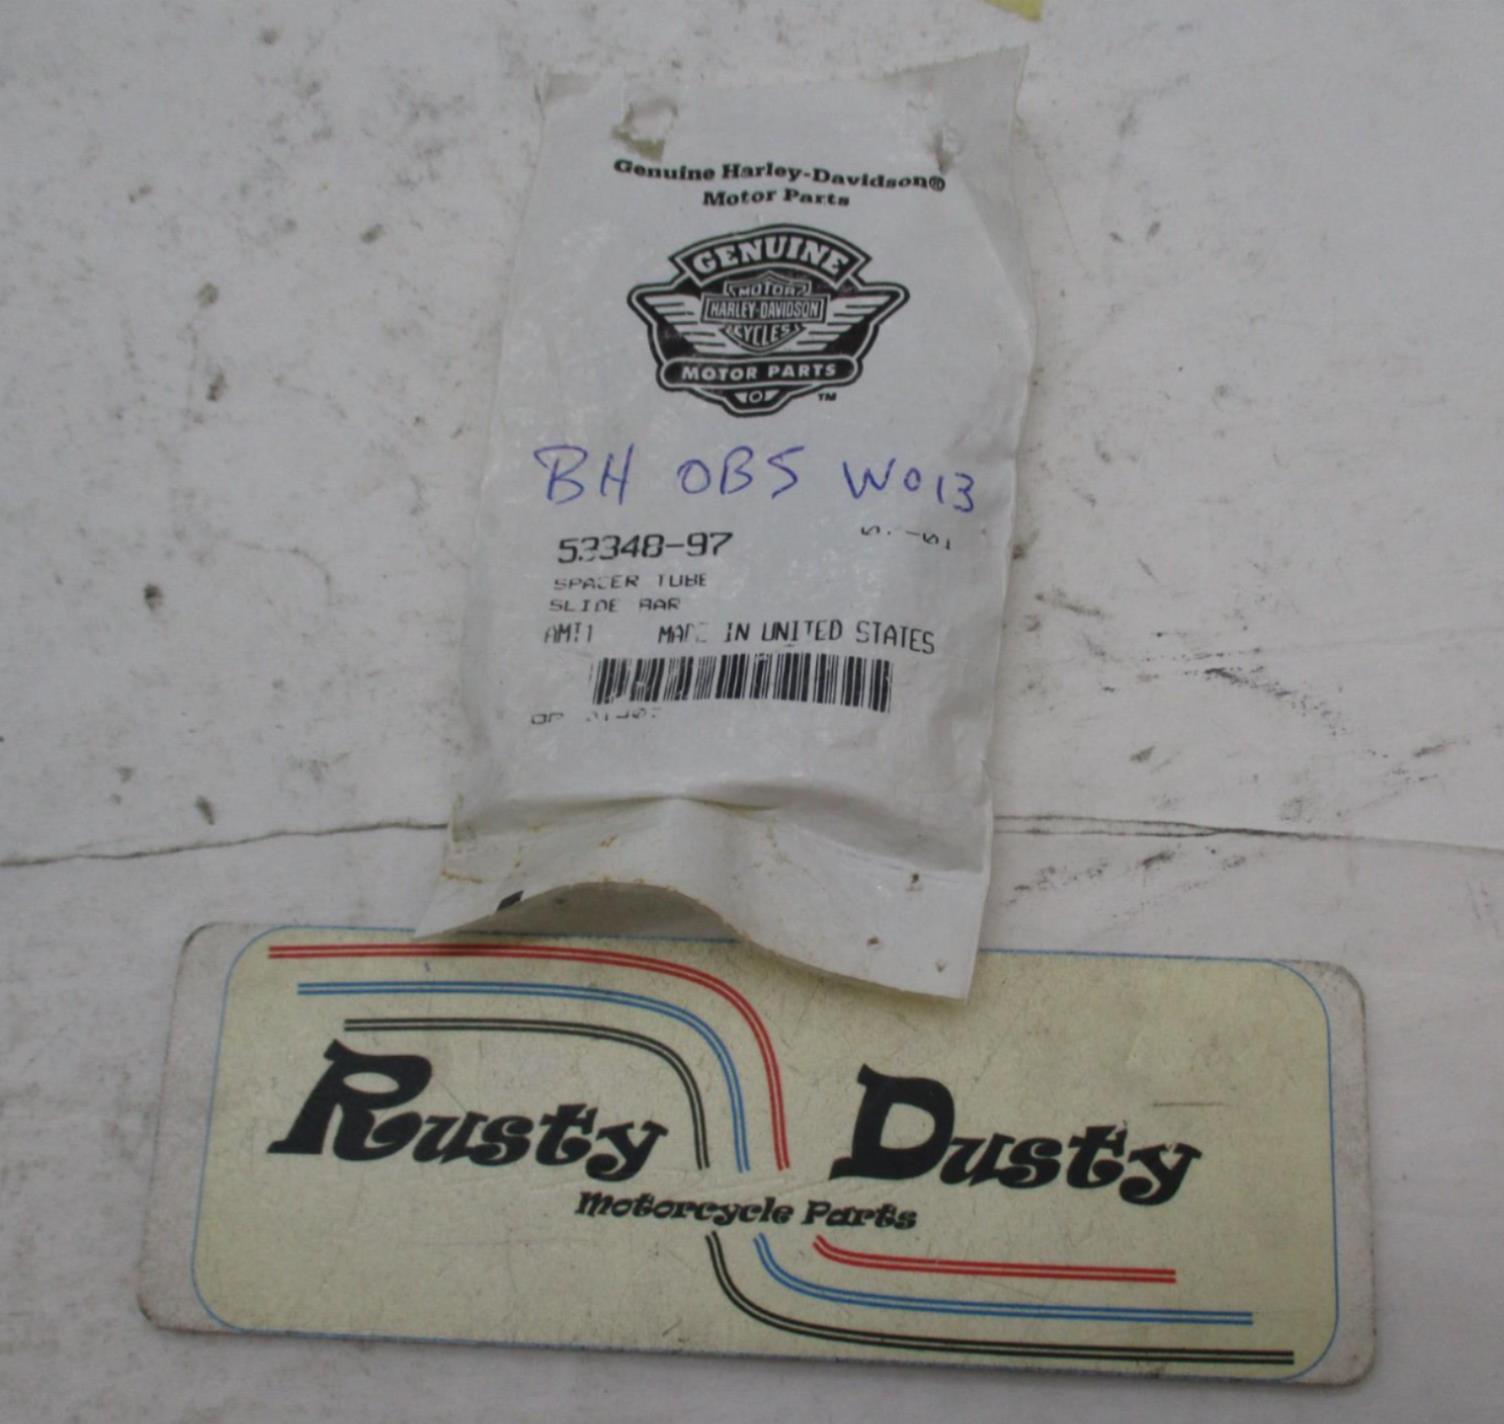 Genuine Harley-Davidson®
Motor Parts
GENUINE
MOTOR
HARLEY-DAVIDSON
CYCLES
MOTOR PARTS
TM
BH OBS W013
53348-97
SPACER TUBE
SLIDE BAR
MADE IN UNITED STATES
Rusty Dusty
Motorcycle Parts